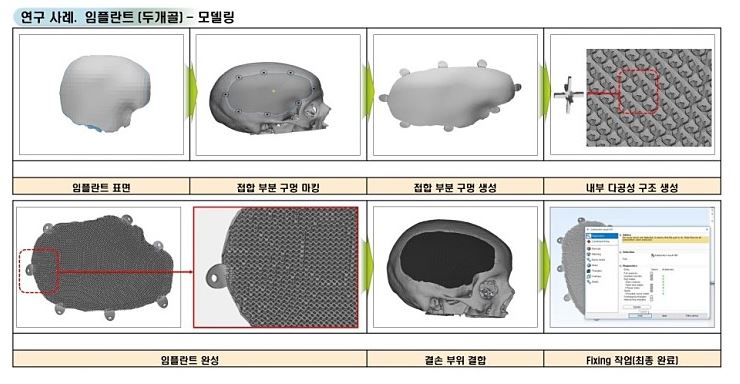 연구 사례. 임플란트 (두개골) - 모델링
임플란트 표면
접합 부분 구멍 마킹
접합 부분 구멍 생성
내부 다공성 구조 생성
임플란트 완성
결손 부위 결합
Fixing 작업(최종 완료)